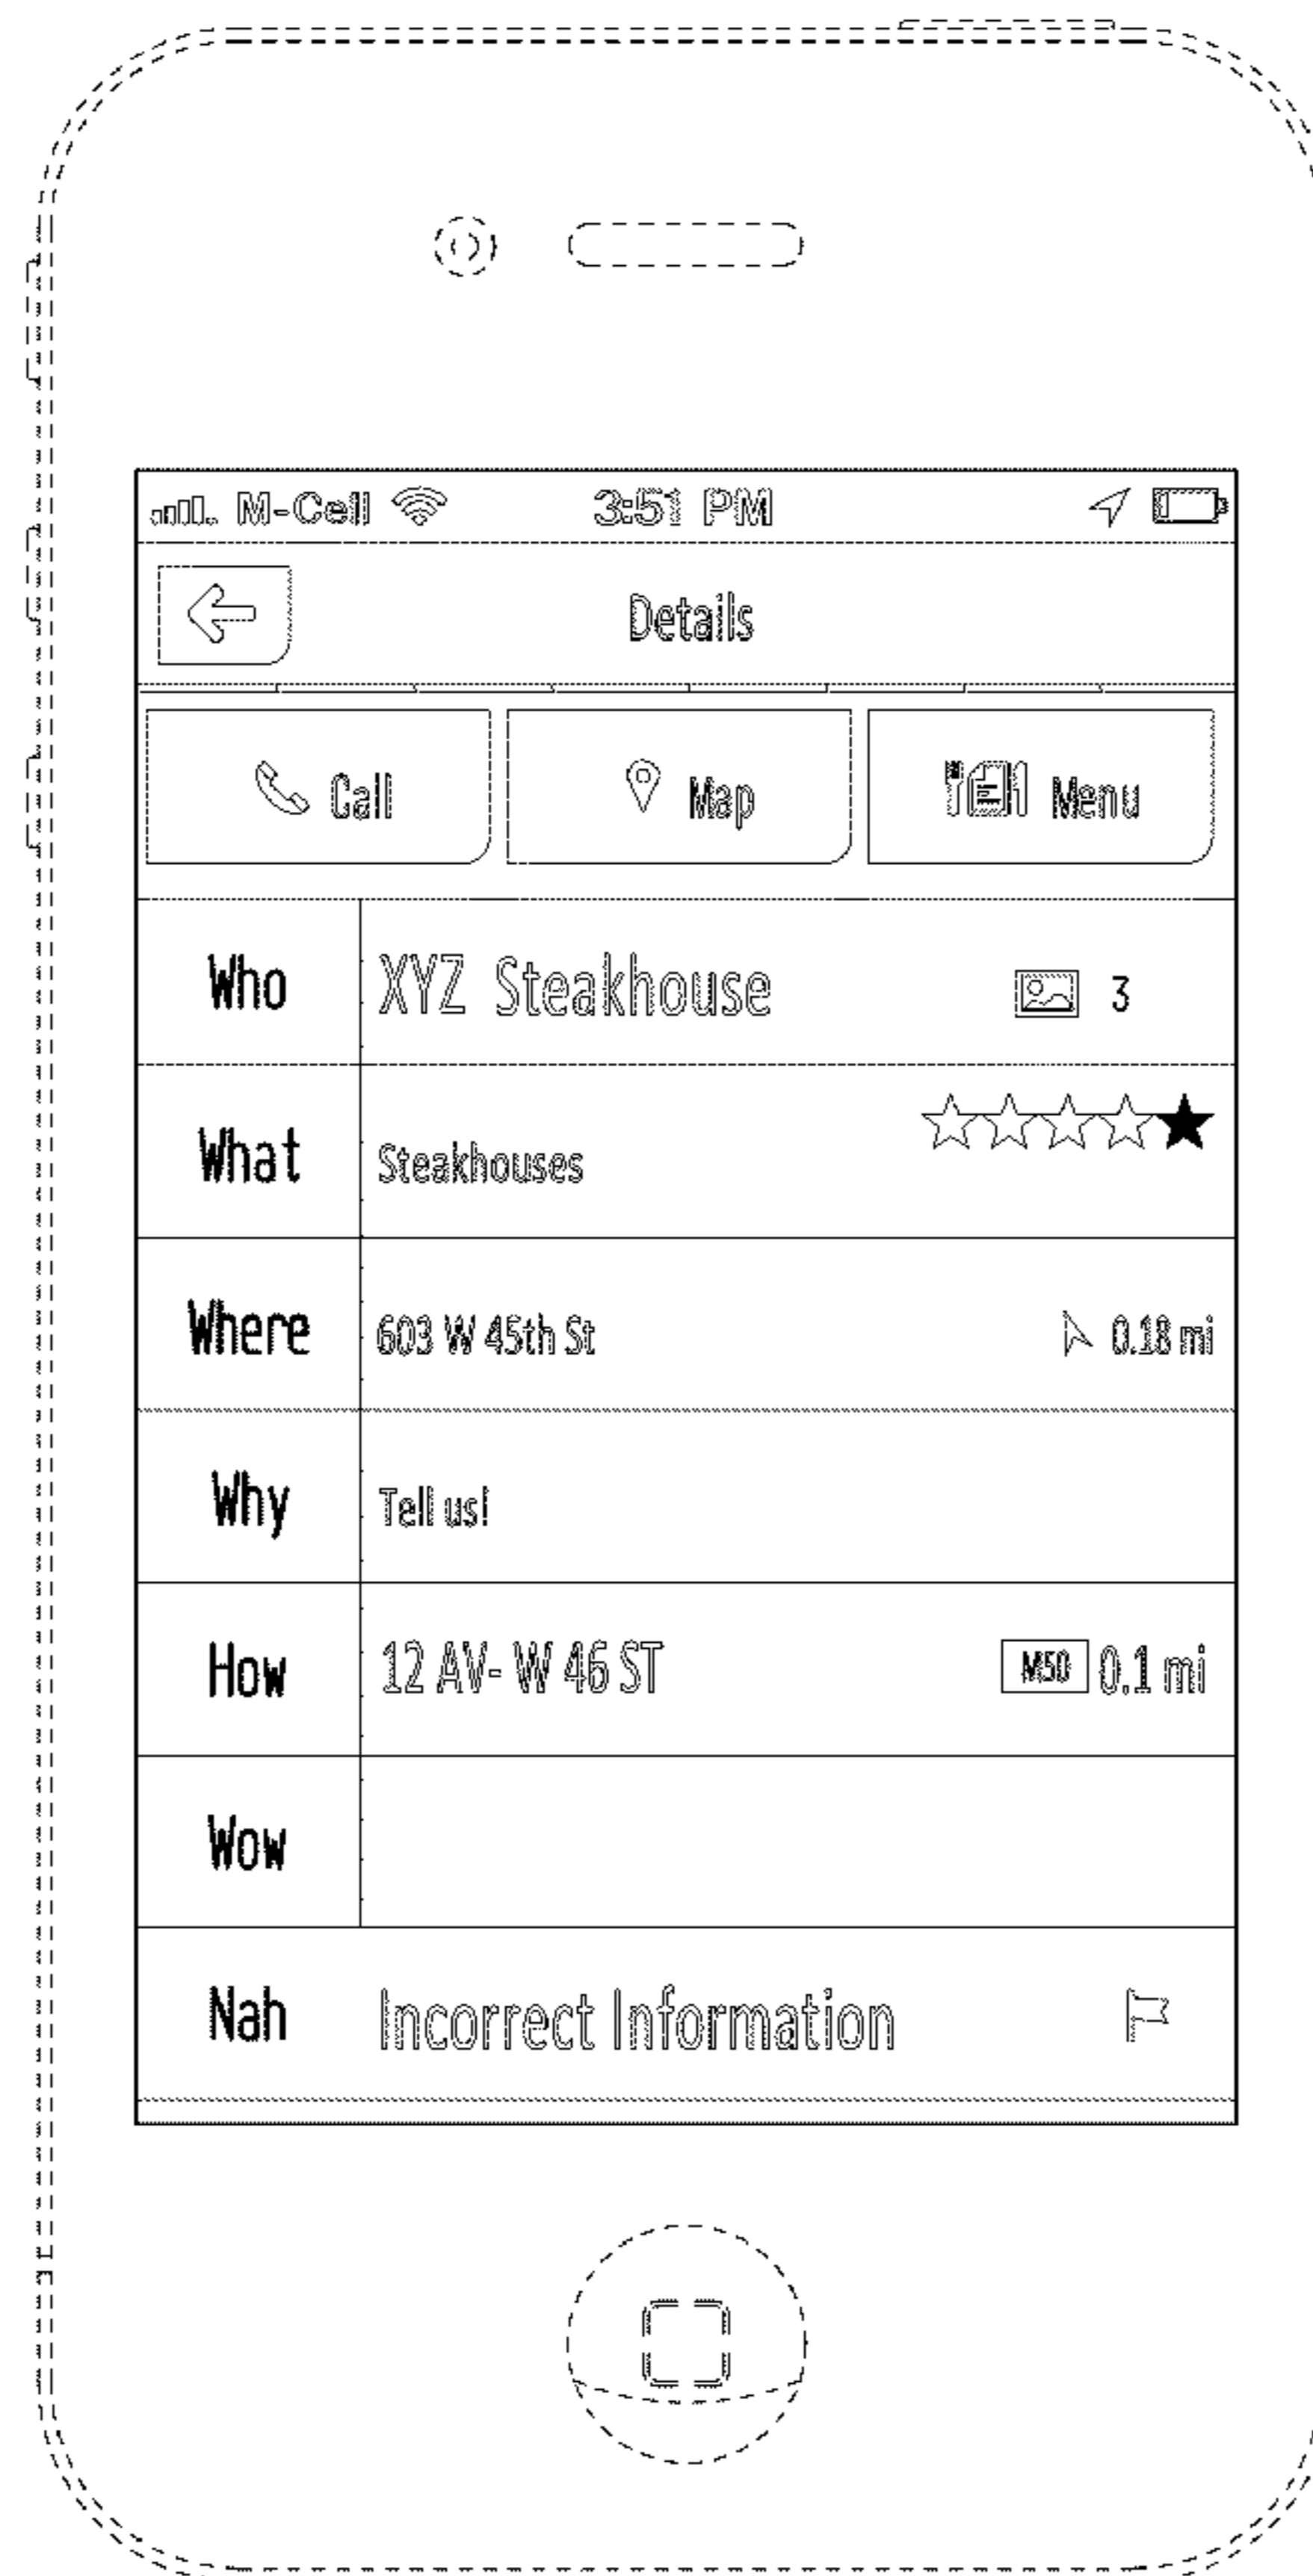 M-Cell 3:51 PM
Details
Call Map Menu
Who XYZ Steakhouse 3
What Steakhouses
Where 603 W 45th St 0.18 mi
Why Tell us!
How 12 AV- W 46 ST M50 0.1 mi
Wow
Nah Incorrect Information